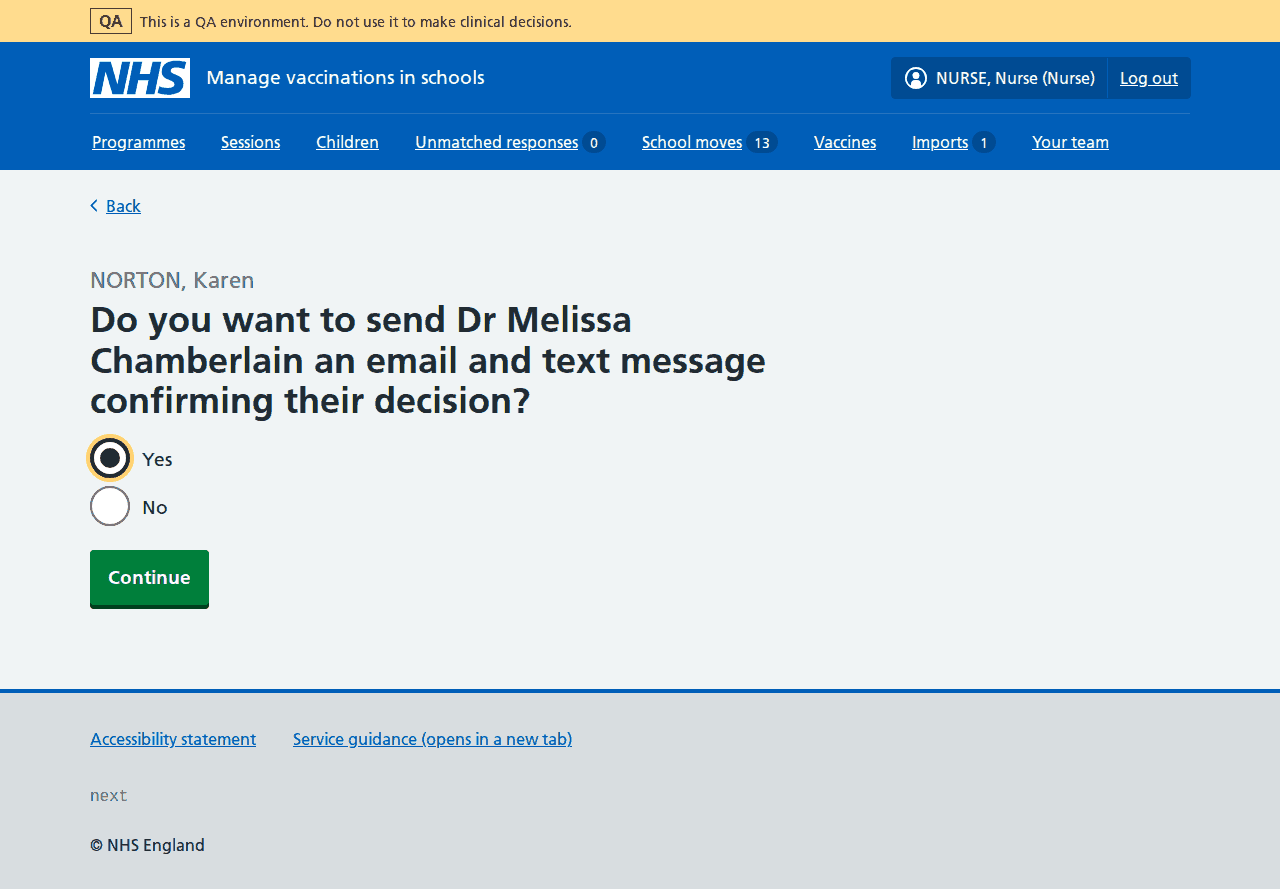 QA This is a QA environment. Do not use it to make clinical decisions.
NHS Manage vaccinations in schools NURSE, Nurse (Nurse) Log out
Programmes Sessions Children Unmatched responses 0 School moves 13 Vaccines Imports 1 Your team
Back
NORTON, Karen
Do you want to send Dr Melissa
Chamberlain an email and text message
confirming their decision?
Yes
No
Continue
Accessibility statement Service guidance (opens in a new tab)
next
© NHS England